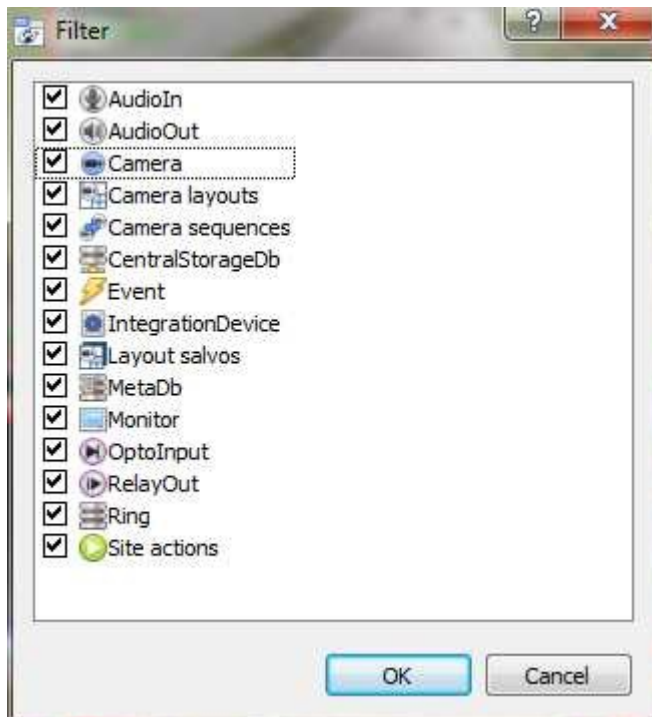 Filter
?
X
AudioIn
AudioOut
Camera
Camera layouts
Camera sequences
CentralStorageDb
Event
IntegrationDevice
Layout salvos
MetaDb
Monitor
OptoInput
RelayOut
Ring
Site actions
OK Cancel